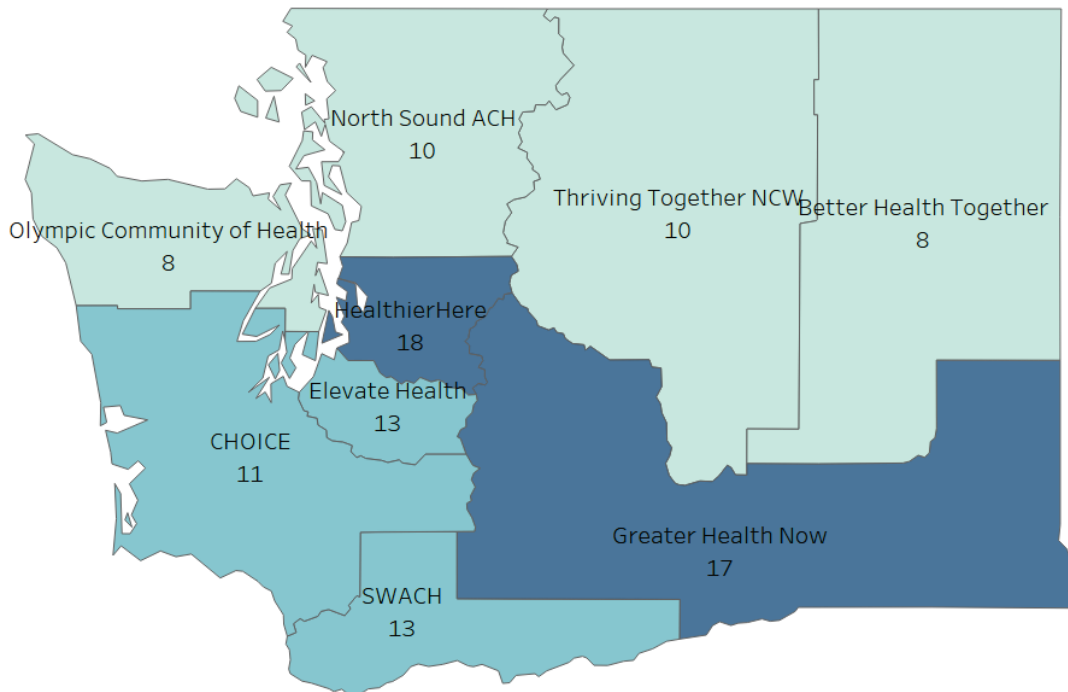 North Sound ACH
10
Thriving Together NCW
10
Better Health Together
8
Olympic Community of Health
8
HealthierHere
18
Elevate Health
13
CHOICE
11
Greater Health Now
17
SWACH
13